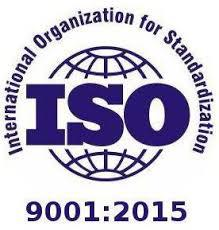 International Organization for Standardization
ISO
9001:2015